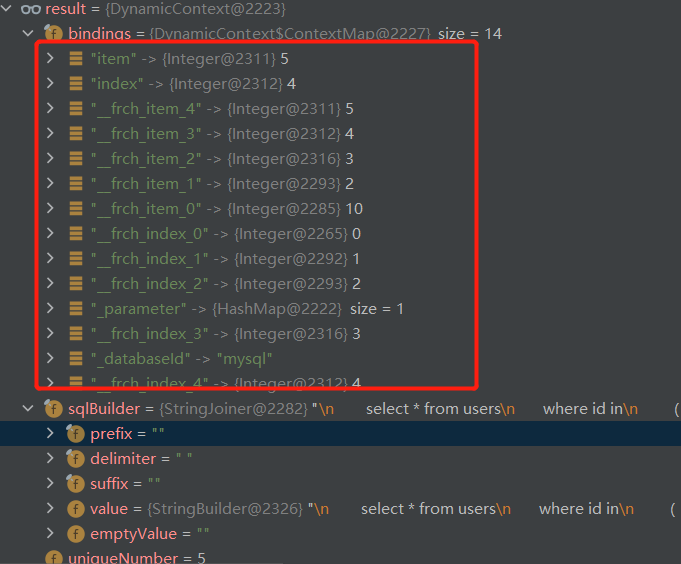 result = {DynamicContext@2223}
bindings = {DynamicContext$ContextMap@2227} size = 14
"item" -> {Integer@2311} 5
"index" -> {Integer@2312} 4
"__frch_item_4" -> {Integer@2311} 5
"__frch_item_3" -> {Integer@2312} 4
"__frch_item_2" -> {Integer@2316} 3
"__frch_item_1" -> {Integer@2293} 2
"__frch_item_0" -> {Integer@2285} 10
"__frch_index_0" -> {Integer@2265} 0
"__frch_index_1" -> {Integer@2292} 1
"__frch_index_2" -> {Integer@2293} 2
"_parameter" -> {HashMap@2222} size = 1
"__frch_index_3" -> {Integer@2316} 3
"_databaseId" -> "mysql"
"__frch_index_4" -> {Integer@2312} 4
f sqlBuilder = {StringJoiner@2282} "\n select * from users\n where id in\n (
f prefix = ""
f delimiter = " "
f suffix = ""
f value = {StringBuilder@2326} "\n select * from users\n where id in\n (
f emptyValue = ""
f uniqueNumber = 5